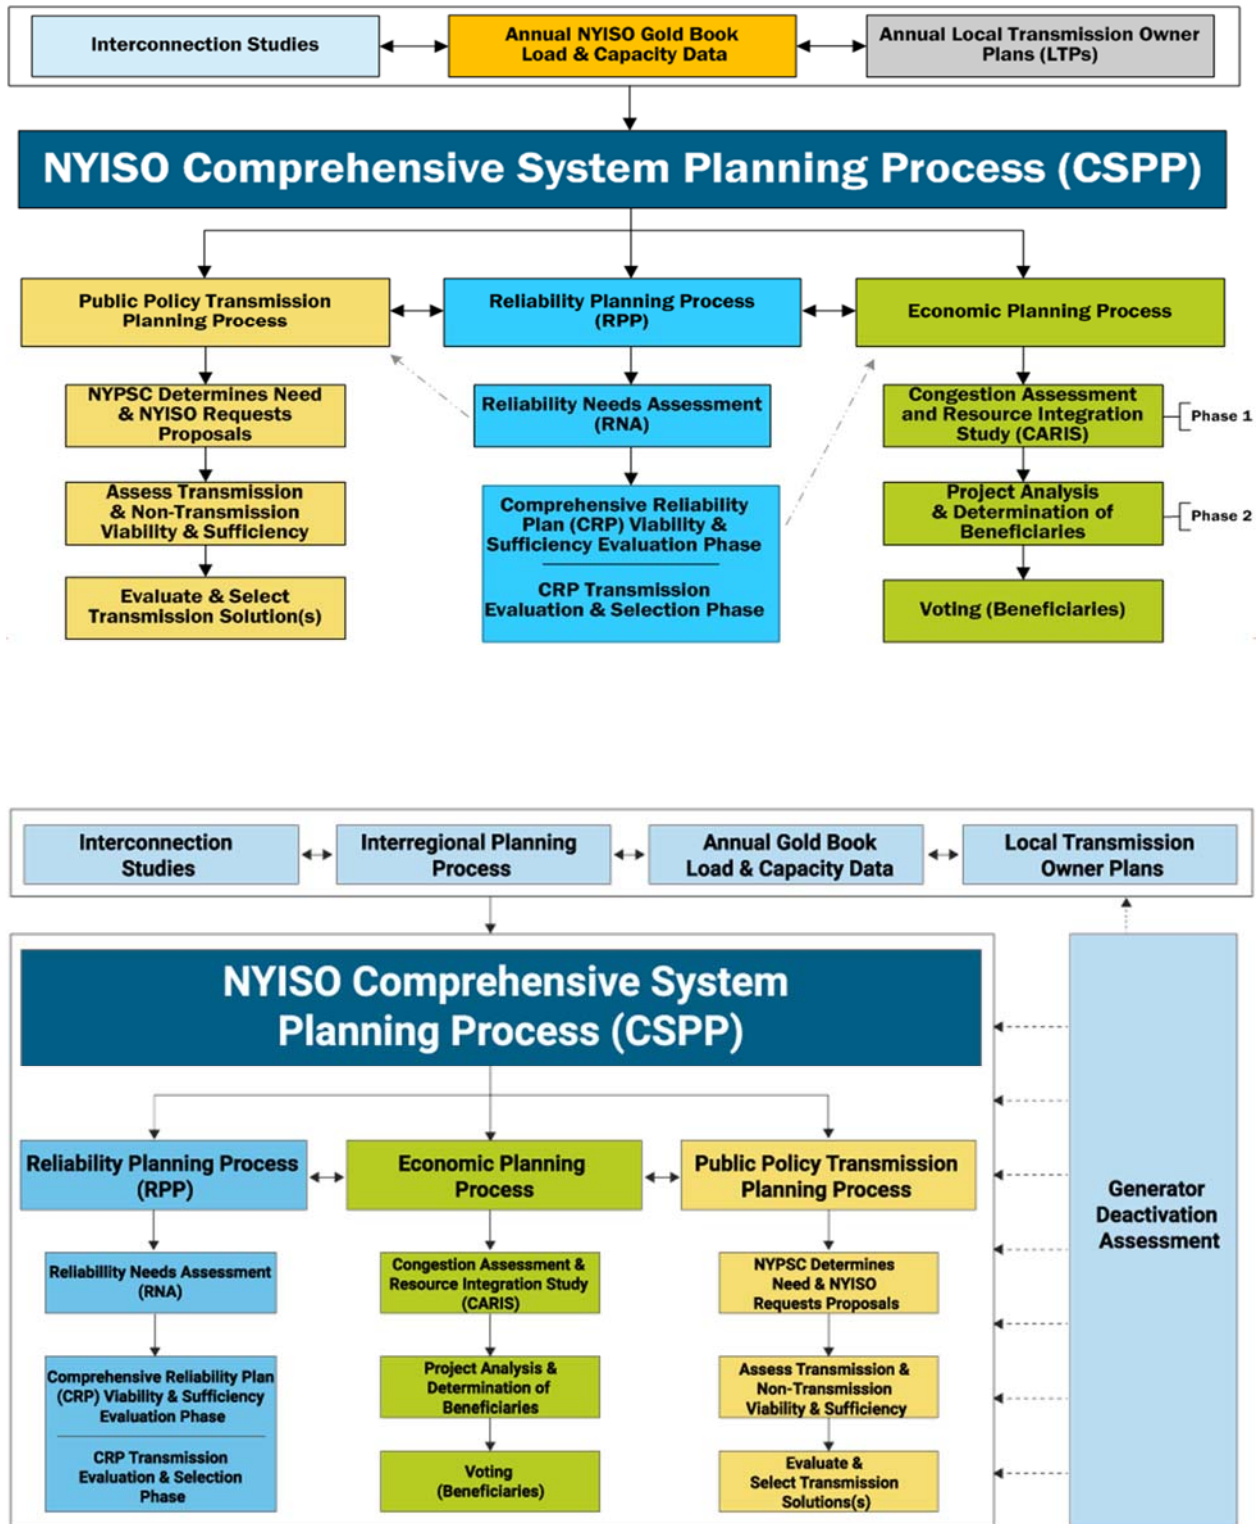 Interconnection Studies
Annual NYISO Gold Book
Load & Capacity Data
Annual Local Transmission Owner
Plans (LTPs)
NYISO Comprehensive System Planning Process (CSPP)
Public Policy Transmission
Planning Process
Reliability Planning Process
(RPP)
Economic Planning Process
NYPSC Determines Need
& NYISO Requests
Proposals
Reliability Needs Assessment
(RNA)
Congestion Assessment
and Resource Integration
Study (CARIS)
Phase 1
Assess Transmission
& Non-Transmission
Viability & Sufficiency
Comprehensive Reliability
Plan (CRP) Viability &
Sufficiency Evaluation Phase
CRP Transmission
Evaluation & Selection Phase
Project Analysis
& Determination of
Beneficiaries
Phase 2
Evaluate & Select
Transmission Solution(s)
Voting (Beneficiaries)
Interconnection
Studies
Interregional Planning
Process
Annual Gold Book
Load & Capacity Data
Local Transmission
Owner Plans
NYISO Comprehensive System
Planning Process (CSPP)
Reliability Planning Process
(RPP)
Economic Planning
Process
Public Policy Transmission
Planning Process
Generator
Deactivation
Assessment
Reliabillity Needs Assessment
(RNA)
Congestion Assessment &
Resource Integration Study
(CARIS)
NYPSC Determines
Need & NYISO
Requests Proposals
Comprehensive Reliability Plan
(CRP) Viability & Sufficiency
Evaluation Phase
CRP Transmission
Evaluation & Selection
Phase
Project Analysis &
Determination of
Beneficiaries
Assess Transmission &
Non-Transmission
Viability & Sufficiency
Voting
(Beneficiaries)
Evaluate &
Select Transmission
Solutions(s)